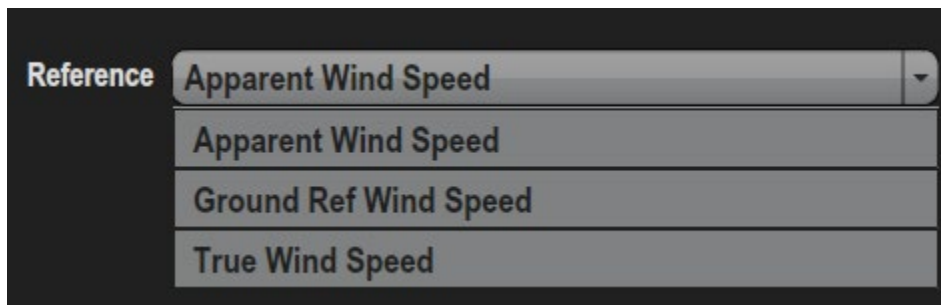 Reference Apparent Wind Speed
Apparent Wind Speed
Ground Ref Wind Speed
True Wind Speed